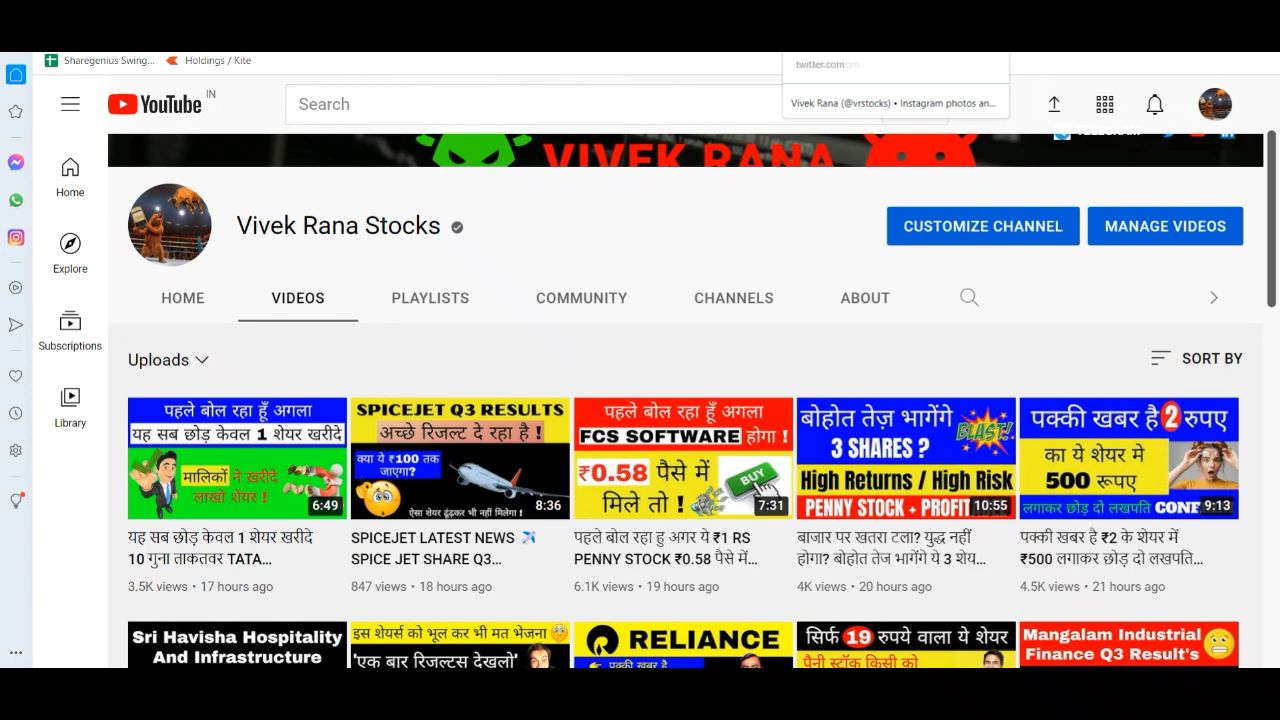 Sharegenius Swing... Holdings / Kite
twitter.com
YouTube IN
Search
Vivek Rana (@vrstocks) • Instagram photos an...
VIVEK RANA
Home
Vivek Rana Stocks
CUSTOMIZE CHANNEL
MANAGE VIDEOS
Explore
HOME VIDEOS PLAYLISTS COMMUNITY CHANNELS ABOUT
Subscriptions
Uploads
SORT BY
Library
पहले बोल रहा हूँ अगला
यह सब छोड़ केवल 1 शेयर खरीदे
मालिकों ने ख़रीदे
लाखो शेयर !
6:49
SPICEJET Q3 RESULTS
अच्छे रिजल्ट दे रहा है !
क्या ये ₹100 तक
जाएगा?
ऐसा शेयर ढूंढकर भी नहीं मिलेगा !
8:36
पहले बोल रहा हूँ अगला
FCS SOFTWARE होगा !
₹0.58 पैसे में
मिले तो !
BUY
7:31
बोहोत तेज़ भागेंगे
3 SHARES ?
BLAST!
High Returns / High Risk
PENNY STOCK + PROFIT
10:55
पक्की खबर है 2 रुपए
का ये शेयर मे
500 रूपए
लगाकर छोड़ दो लखपति CONF
9:13
यह सब छोड़ केवल 1 शेयर खरीदे
10 गुना ताकतवर TATA...
3.5K views • 17 hours ago
SPICEJET LATEST NEWS ✈️
SPICE JET SHARE Q3...
847 views • 18 hours ago
पहले बोल रहा हु अगर ये ₹1 RS
PENNY STOCK ₹0.58 पैसे में...
6.1K views • 19 hours ago
बाजार पर खतरा टला? युद्ध नहीं
होगा? बोहोत तेज भागेंगे ये 3 शेय...
4K views • 20 hours ago
पक्की खबर है ₹2 के शेयर में
₹500 लगाकर छोड़ दो लखपति...
4.5K views • 21 hours ago
Sri Havisha Hospitality
And Infrastructure
इस शेयर्स को भूल कर भी मत भेजना
'एक बार रिजल्टस देखलो'
RELIANCE
पक्की खबर है
सिर्फ 19 रुपये वाला ये शेयर
पैनी स्टॉक किसी को
Mangalam Industrial
Finance Q3 Result's